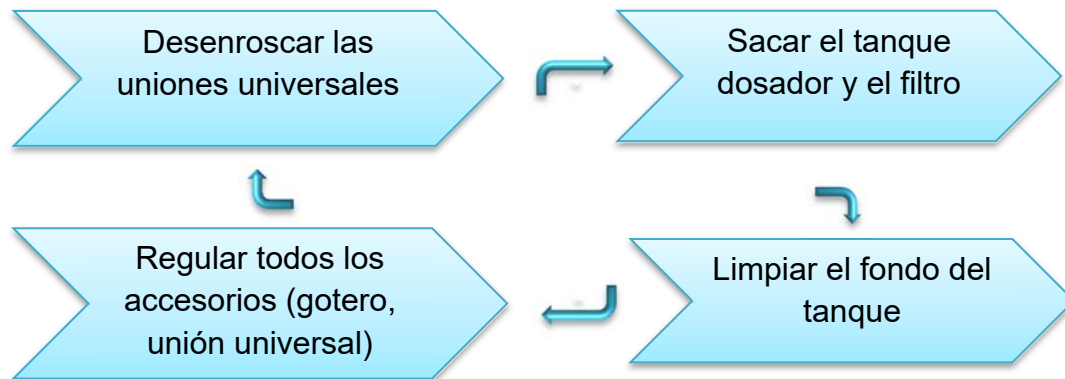 Desenroscar las
uniones universales
Sacar el tanque
dosador y el filtro
Limpiar el fondo del
tanque
Regular todos los
accesorios (gotero,
unión universal)